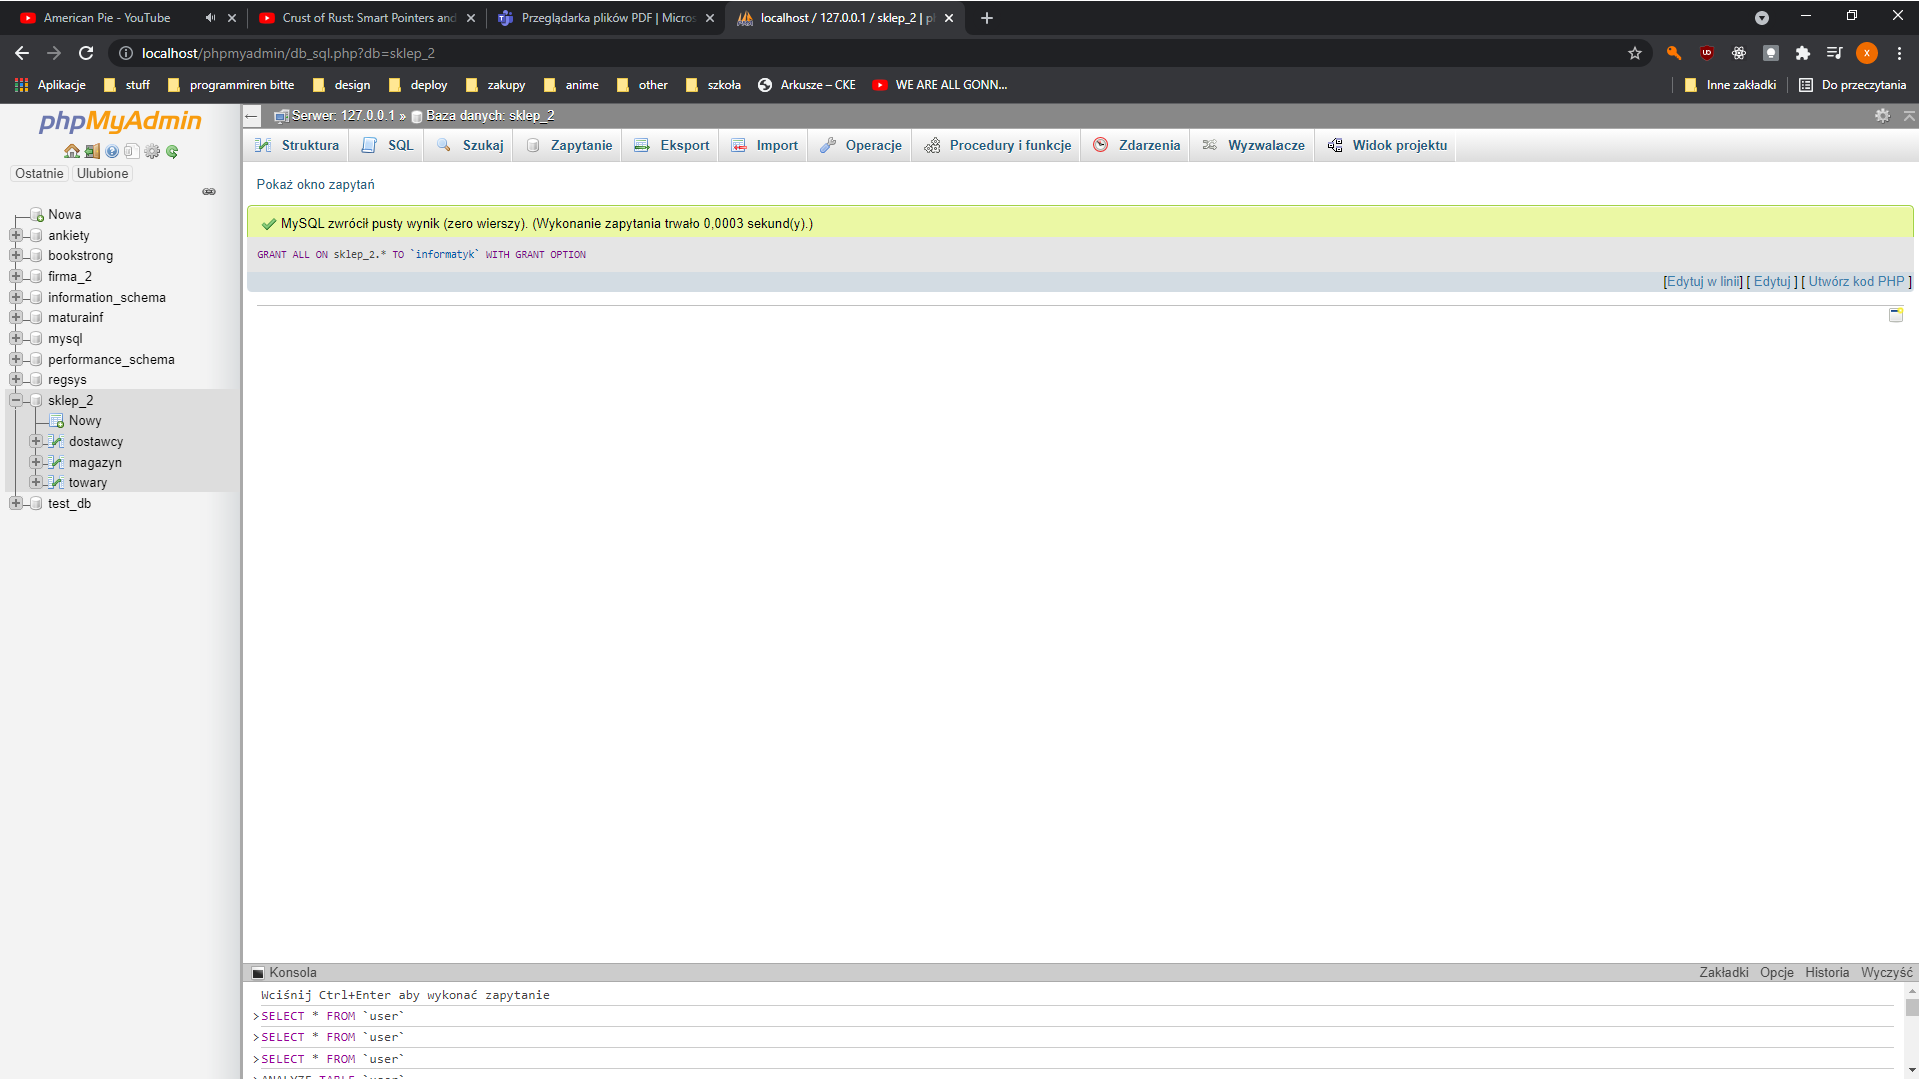 American Pie - YouTube
Crust of Rust: Smart Pointers and
Przeglądarka plików PDF | Micros
localhost / 127.0.0.1 / sklep_2 | p
localhost/phpmyadmin/db_sql.php?db=sklep_2
Aplikacje stuff programmiren bitte design deploy zakupy anime other szkoła Arkusze – CKE WE ARE ALL GONN... Inne zakładki Do przeczytania
phpMyAdmin
Ostatnie Ulubione
Nowa
ankiety
bookstrong
firma_2
information_schema
maturainf
mysql
performance_schema
regsys
sklep_2
Nowy
dostawcy
magazyn
towary
test_db
Serwer: 127.0.0.1 » Baza danych: sklep_2
Struktura SQL Szukaj Zapytanie Eksport Import Operacje Procedury i funkcje Zdarzenia Wyzwalacze Widok projektu
Pokaż okno zapytań
MySQL zwrócił pusty wynik (zero wierszy). (Wykonanie zapytania trwało 0,0003 sekund(y).)
GRANT ALL ON sklep_2.* TO `informatyk` WITH GRANT OPTION
[Edytuj w linii] [ Edytuj ] [ Utwórz kod PHP ]
Konsola
Zakładki Opcje Historia Wyczyść
Wciśnij Ctrl+Enter aby wykonać zapytanie
>SELECT * FROM `user`
>SELECT * FROM `user`
>SELECT * FROM `user`
>ANALYZE TABLE `user`